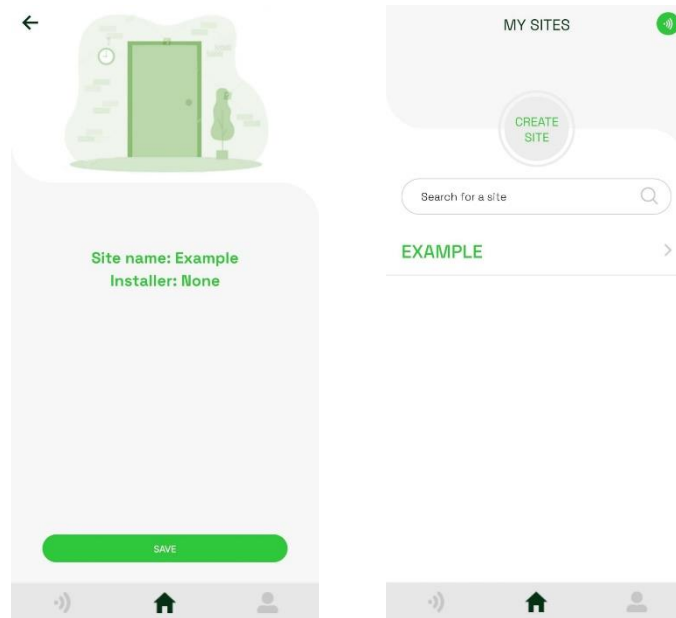 Site name: Example
Installer: None
SAVE
MY SITES
CREATE
SITE
Search for a site
EXAMPLE